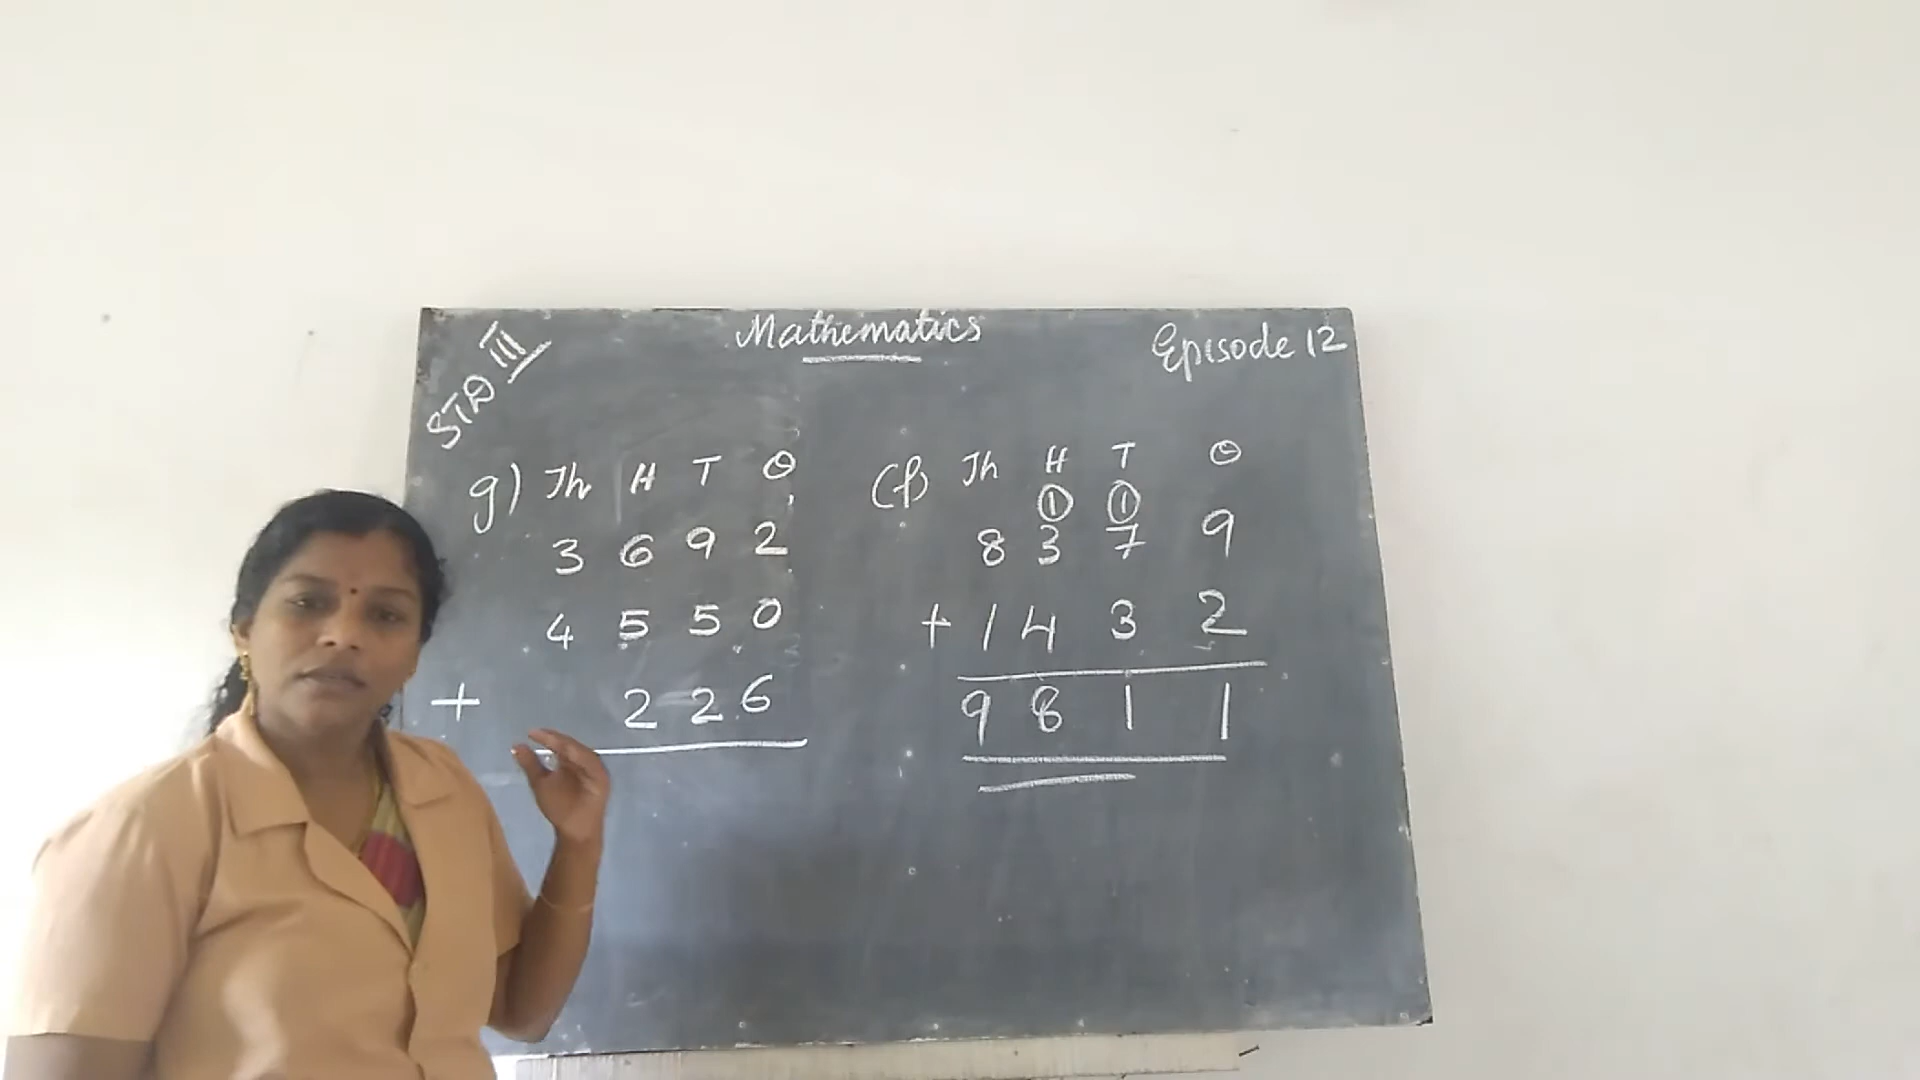 STD III
Mathematics
Episode 12
g) Th H T O
3 6 9 2
4 5 5 0
+ 2 2 6
(f) Th H T O
1 1
8 3 7 9
+ 1 4 3 2
9 8 1 1